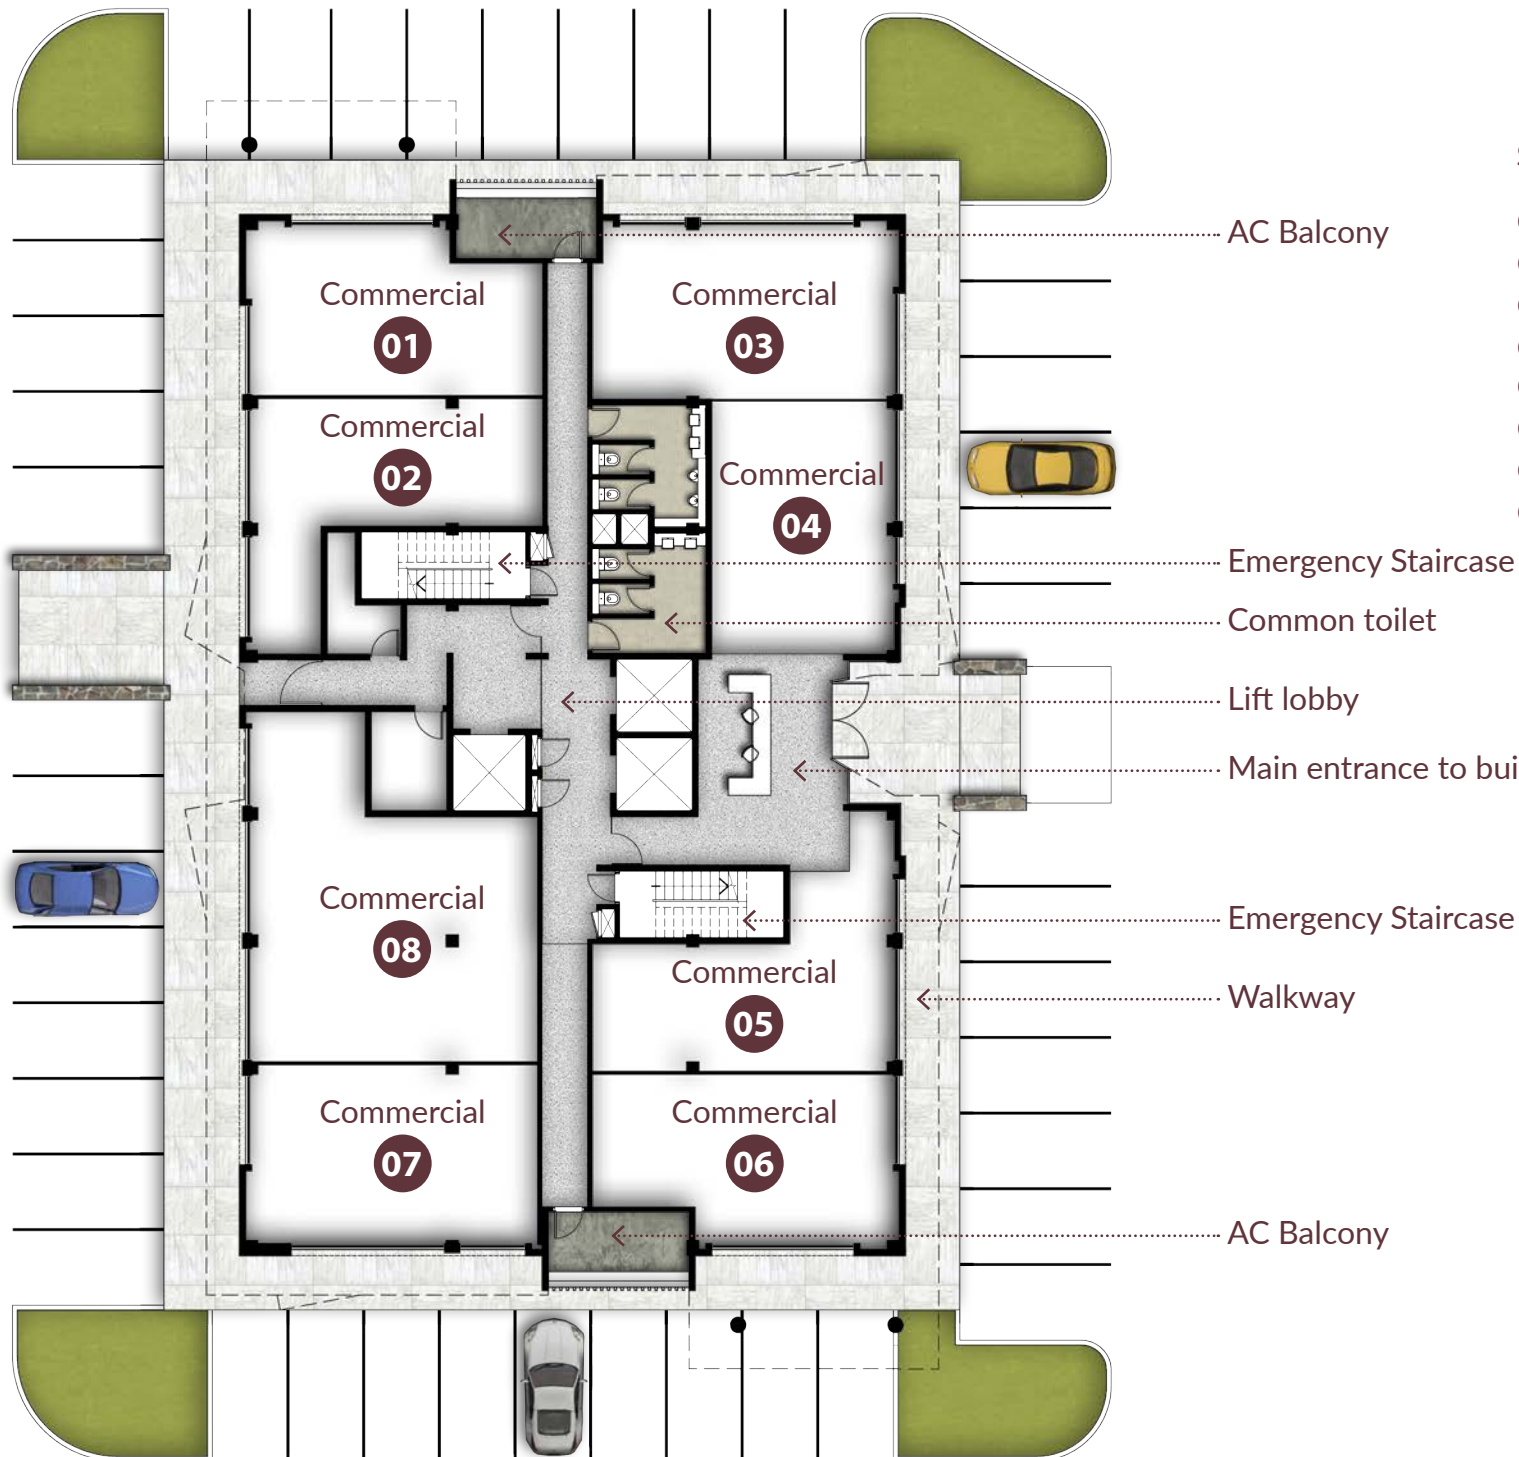 Commercial
01
Commercial
02
Commercial
03
Commercial
04
Commercial
05
Commercial
06
Commercial
07
Commercial
08
AC Balcony
Emergency Staircase
Common toilet
Lift lobby
Main entrance to bui
Emergency Staircase
Walkway
AC Balcony